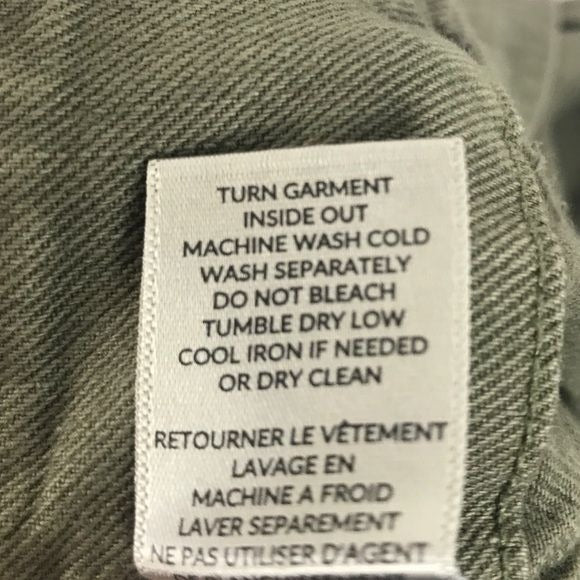 TURN GARMENT
INSIDE OUT
MACHINE WASH COLD
WASH SEPARATELY
DO NOT BLEACH
TUMBLE DRY LOW
COOL IRON IF NEEDED
OR DRY CLEAN
RETOURNER LE VÊTEMENT
LAVAGE EN
MACHINE A FROID
LAVER SEPAREMENT
NE PAS UTILISER D'AGENT